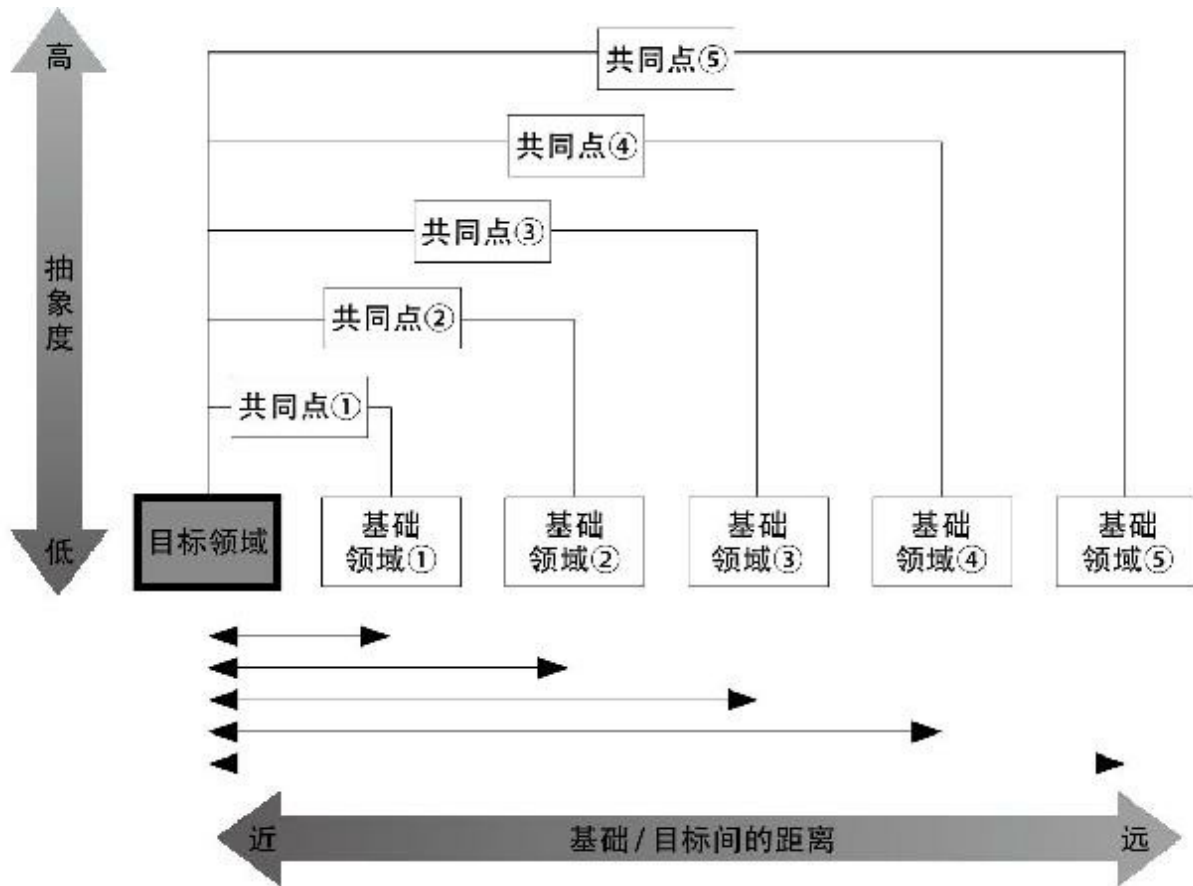 高
共同点⑤
共同点④
共同点③
抽象度
共同点②
共同点①
低
目标领域
基础
领域①
基础
领域②
基础
领域③
基础
领域④
基础
领域⑤
近
基础/目标间的距离
远